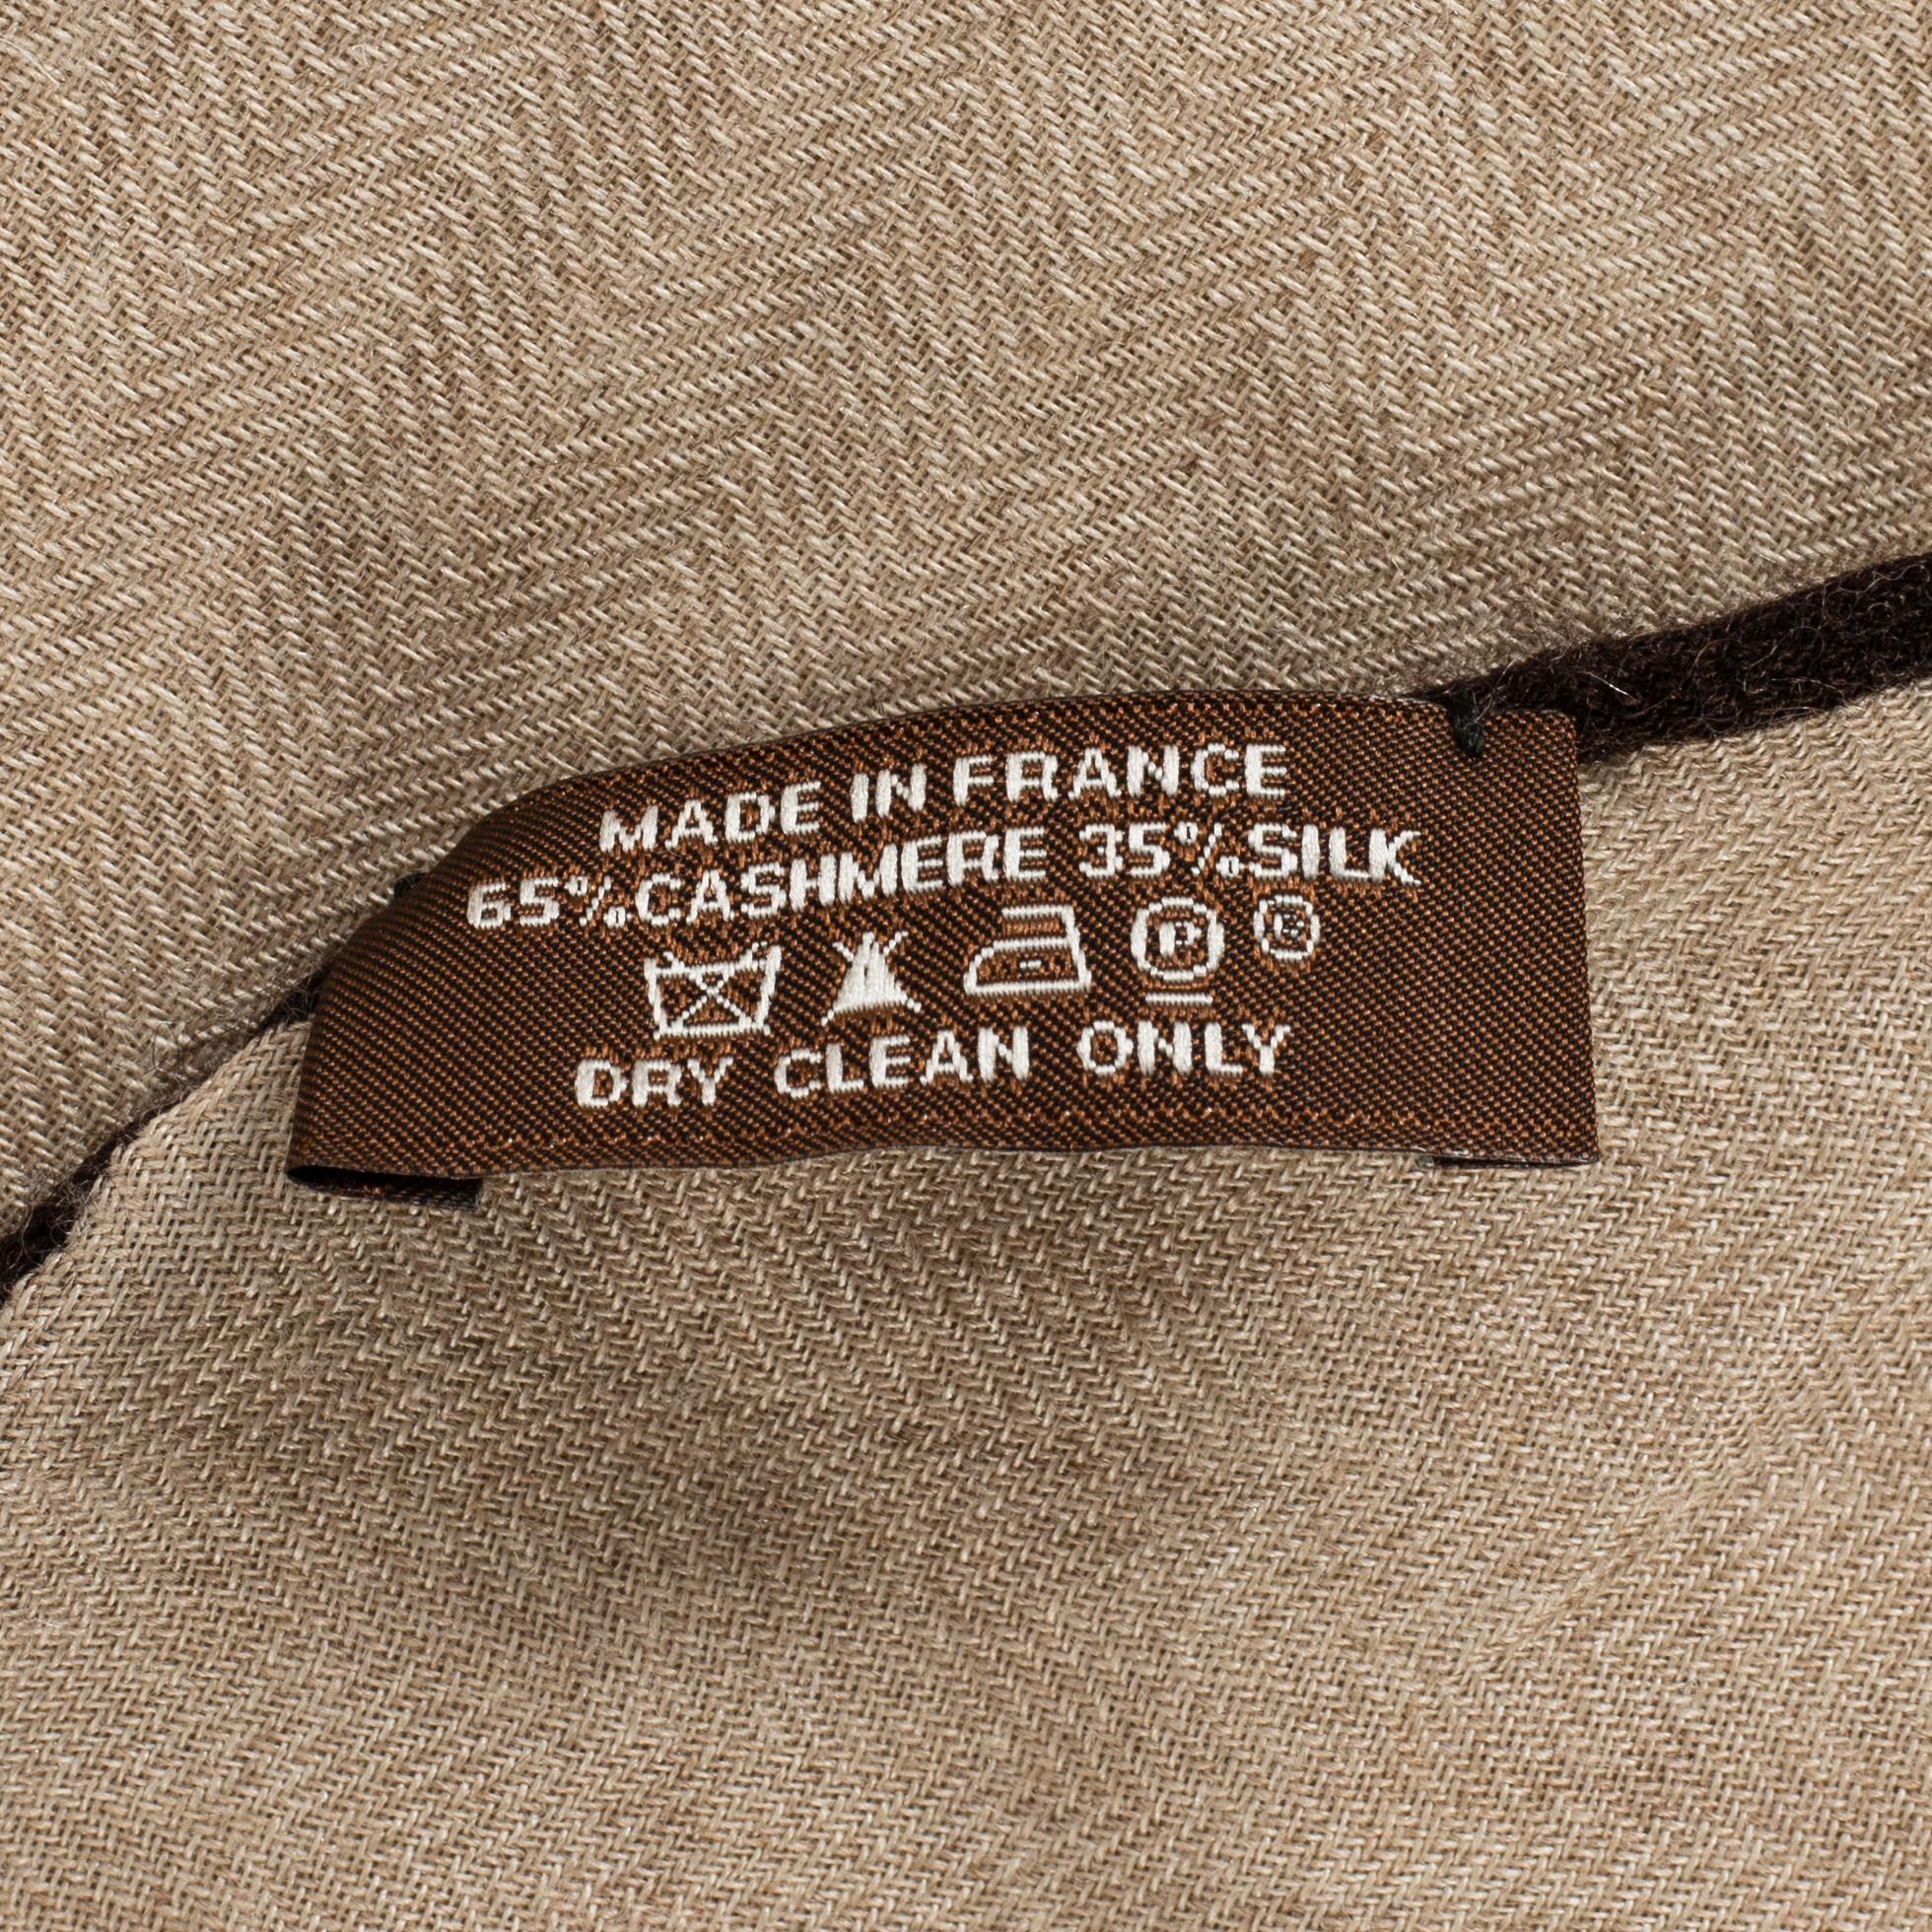 MADE IN FRANCE
65% CASHMERE 35% SILK
P
DRY CLEAN ONLY